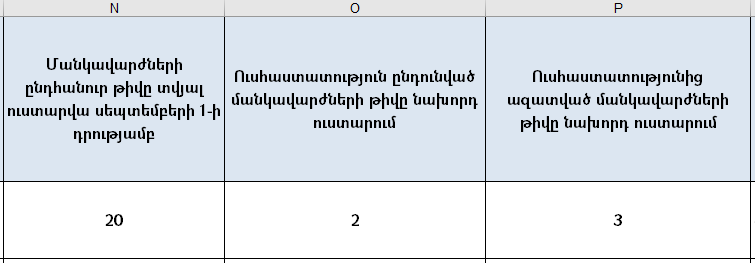 N
O
P
Մանկավարժների
ընդհանուր թիվը տվյալ
ուստարվա սեպտեմբերի 1-ի
դրությամբ
Ուսհաստատություն ընդունված
մանկավարժների թիվը նախորդ
ուստարում
Ուսհաստատությունից
ազատված մանկավարժների
թիվը նախորդ ուստարում
20
2
3